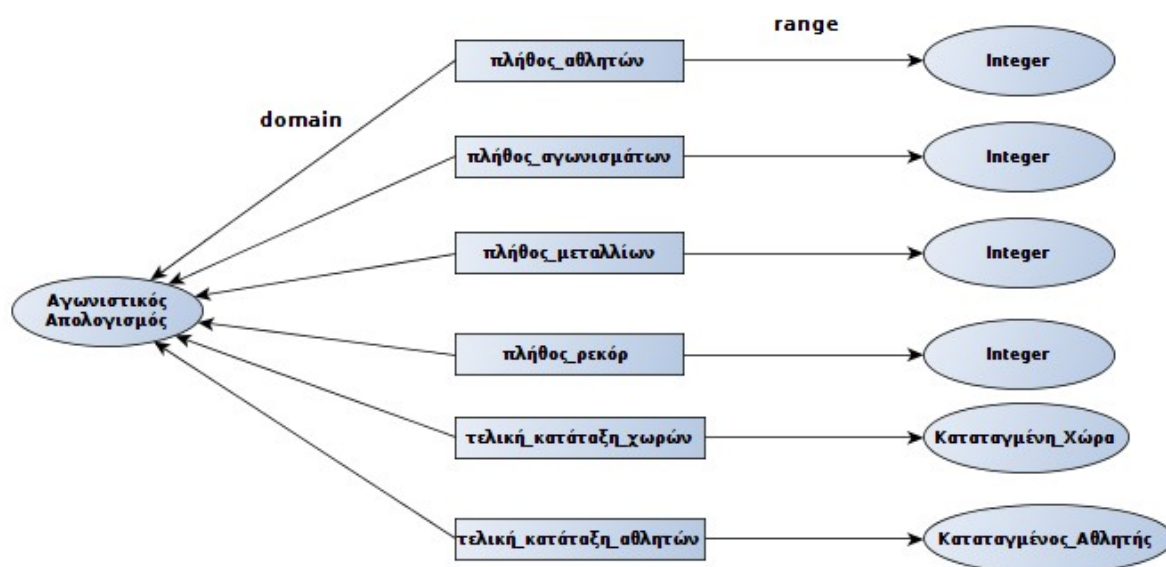 range
πλήθος_αθλητών
Integer
domain
πλήθος_αγωνισμάτων
Integer
πλήθος_μεταλλίων
Integer
Αγωνιστικός
Απολογισμός
πλήθος_ρεκόρ
Integer
τελική_κατάταξη_χωρών
Καταταγμένη_Χώρα
τελική_κατάταξη_αθλητών
Καταταγμένος_Αθλητής